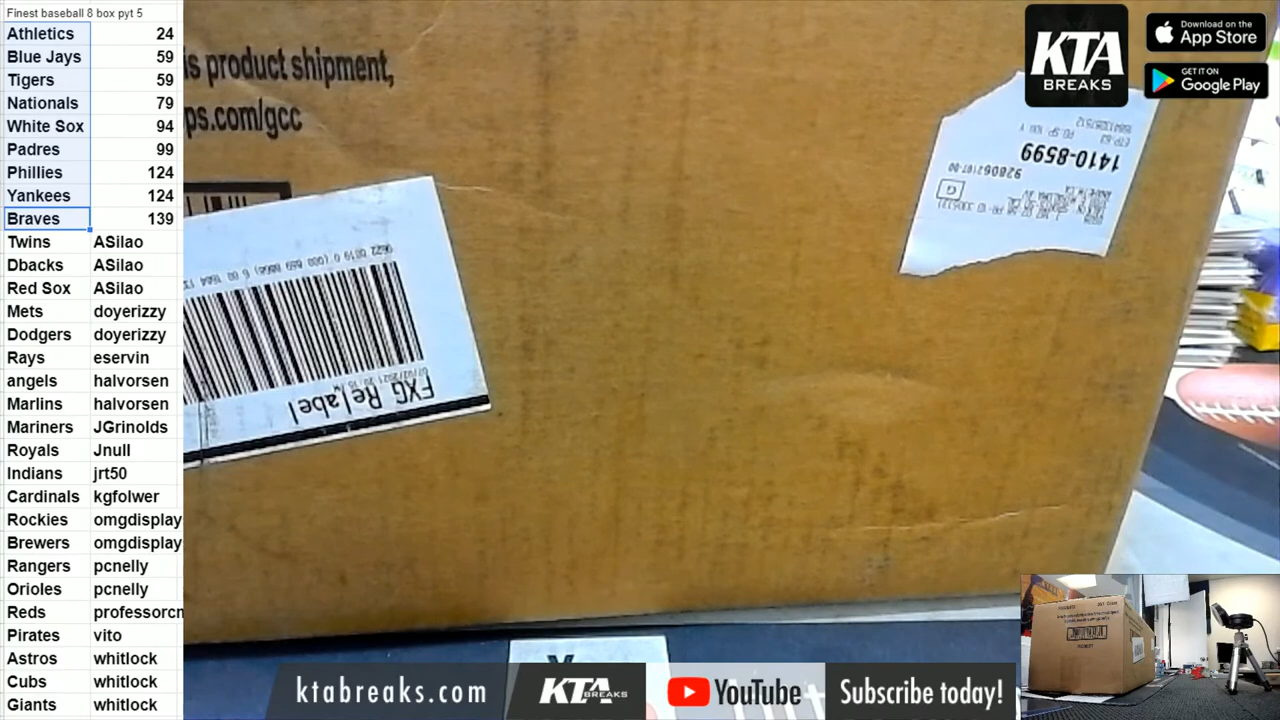 Finest baseball 8 box pyt 5
Athletics 24
Blue Jays 59
Tigers 59
Nationals 79
White Sox 94
Padres 99
Phillies 124
Yankees 124
Braves 139
Twins ASilao
Dbacks ASilao
Red Sox ASilao
Mets doyerizzy
Dodgers doyerizzy
Rays eservin
angels halvorsen
Marlins halvorsen
Mariners JGrinolds
Royals Jnull
Indians jrt50
Cardinals kgfolwer
Rockies omgdisplay
Brewers omgdisplay
Rangers pcnelly
Orioles pcnelly
Reds professorcn
Pirates vito
Astros whitlock
Cubs whitlock
Giants whitlock
is product shipment,
ps.com/gcc
FXG Relabel
1410-8599
G
KTA
BREAKS
Download on the
App Store
GET IT ON
Google Play
ktabreaks.com
KTA BREAKS
YouTube
Subscribe today!